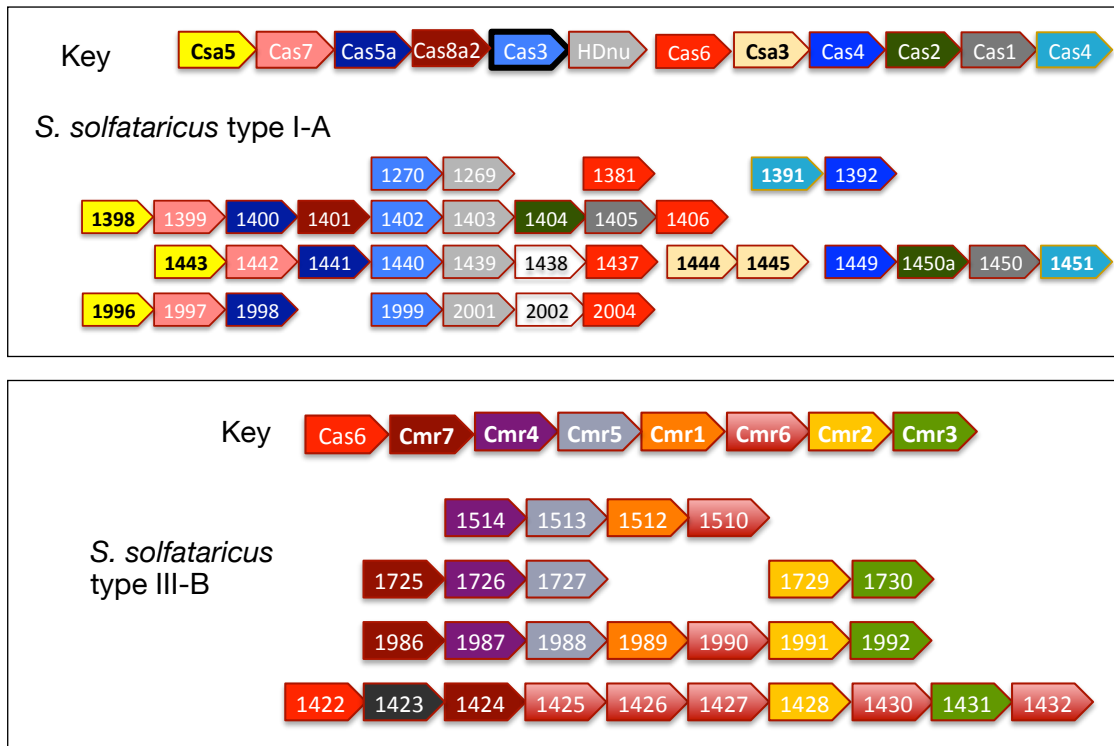 Key Csa5 Cas7 Cas5a Cas8a2 Cas3 HDnu Cas6 Csa3 Cas4 Cas2 Cas1 Cas4
S. solfataricus type I-A
1270 1269 1381 1391 1392
1398 1399 1400 1401 1402 1403 1404 1405 1406
1443 1442 1441 1440 1439 1438 1437 1444 1445 1449 1450a 1450 1451
1996 1997 1998 1999 2001 2002 2004
Key Cas6 Cmr7 Cmr4 Cmr5 Cmr1 Cmr6 Cmr2 Cmr3
1514 1513 1512 1510
S. solfataricus
type III-B
1725 1726 1727 1729 1730
1986 1987 1988 1989 1990 1991 1992
1422 1423 1424 1425 1426 1427 1428 1430 1431 1432